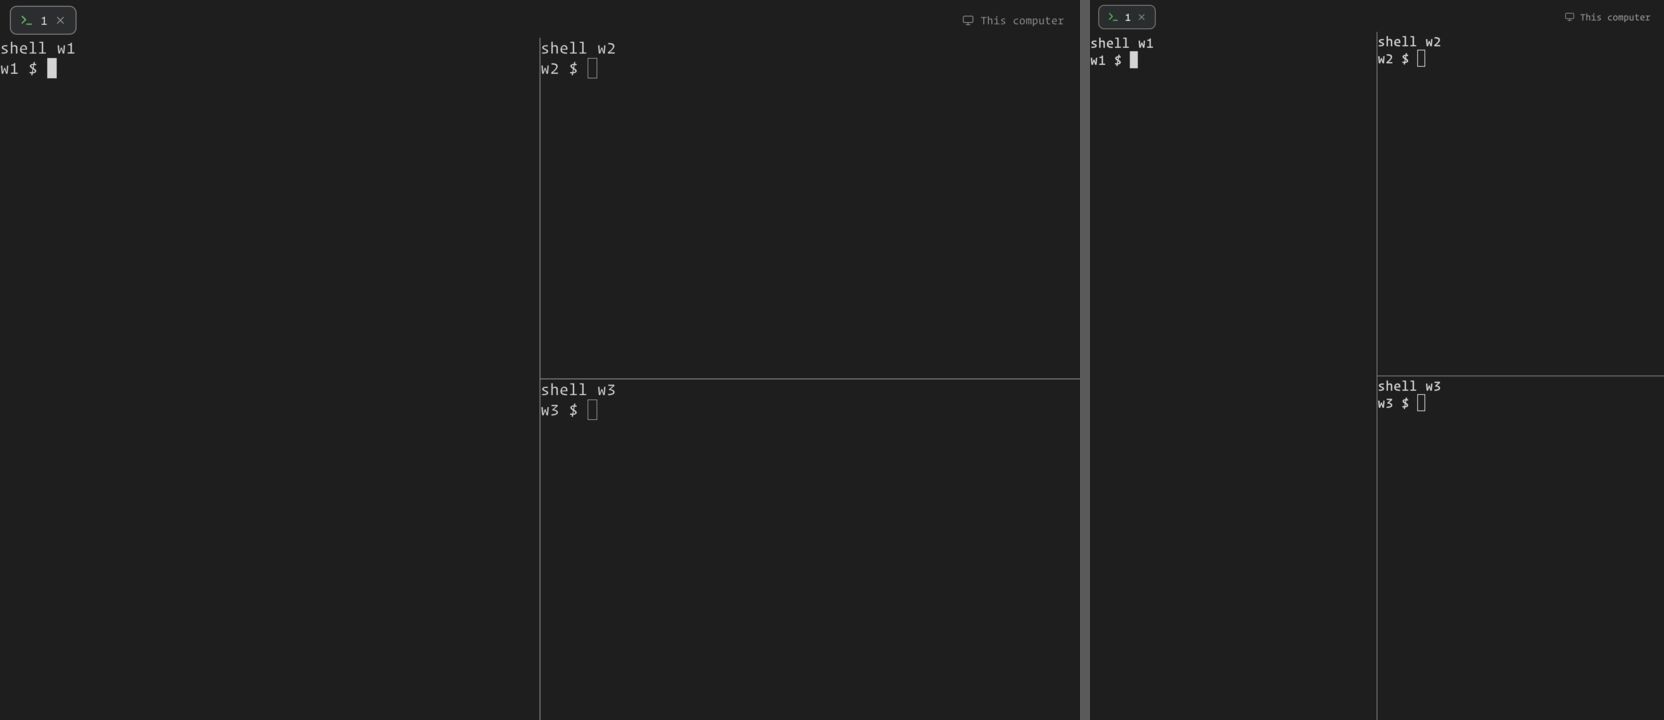 1
This computer
shell w1
w1 $
shell w2
w2 $
shell w3
w3 $
1
This computer
shell w1
w1 $
shell w2
w2 $
shell w3
w3 $